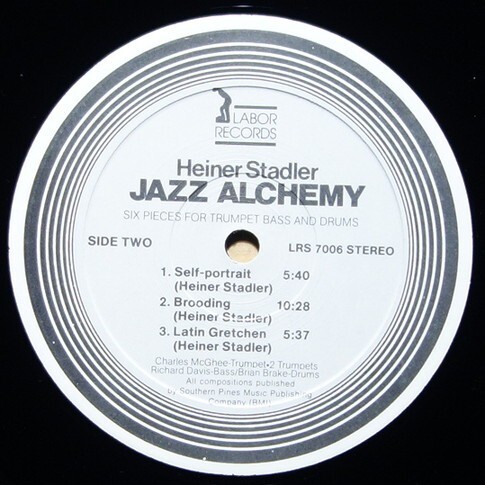 LABOR
RECORDS
Heiner Stadler
JAZZ ALCHEMY
SIX PIECES FOR TRUMPET BASS AND DRUMS
SIDE TWO
LRS 7006 STEREO
1. Self-portrait 5:40
(Heiner Stadler)
2. Brooding 10:28
(Heiner Stadler)
3. Latin Gretchen 5:37
(Heiner Stadler)
Charles McGhee-Trumpet-2 Trumpets
Richard Davis-Bass/Brian Brake-Drums
All compositions published
by Southern Pines Music Publishing
Company (BMI)